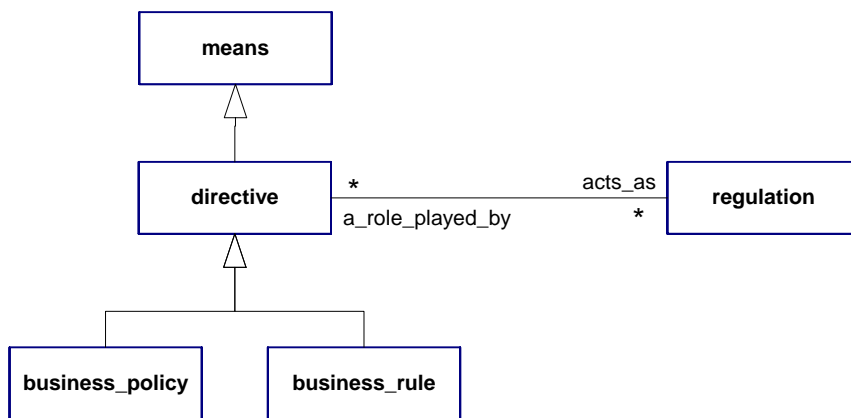 means
directive
*
acts_as
regulation
a_role_played_by
*
business_policy
business_rule